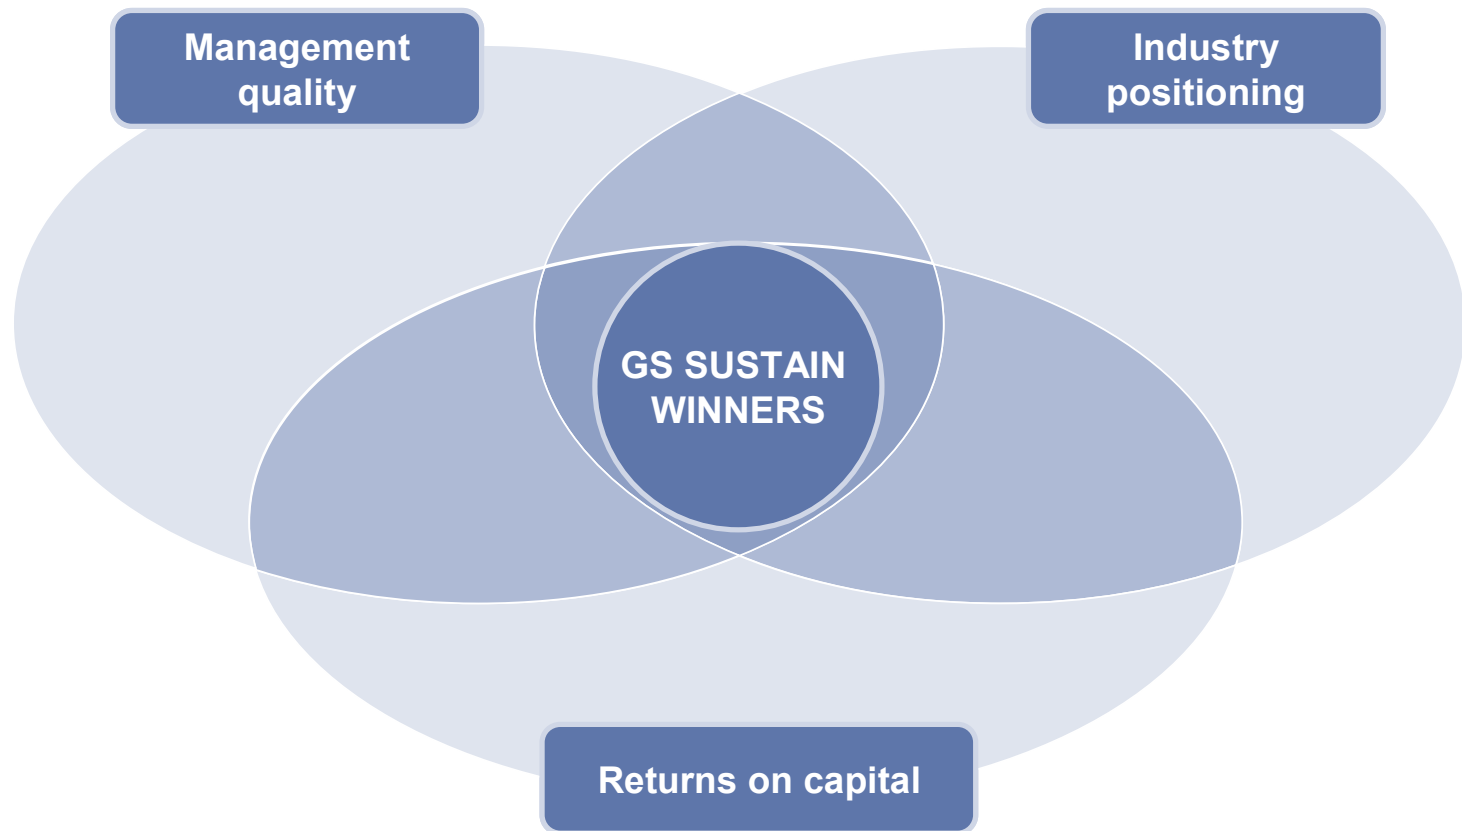 Management
quality
Industry
positioning
GS SUSTAIN
WINNERS
Returns on capital